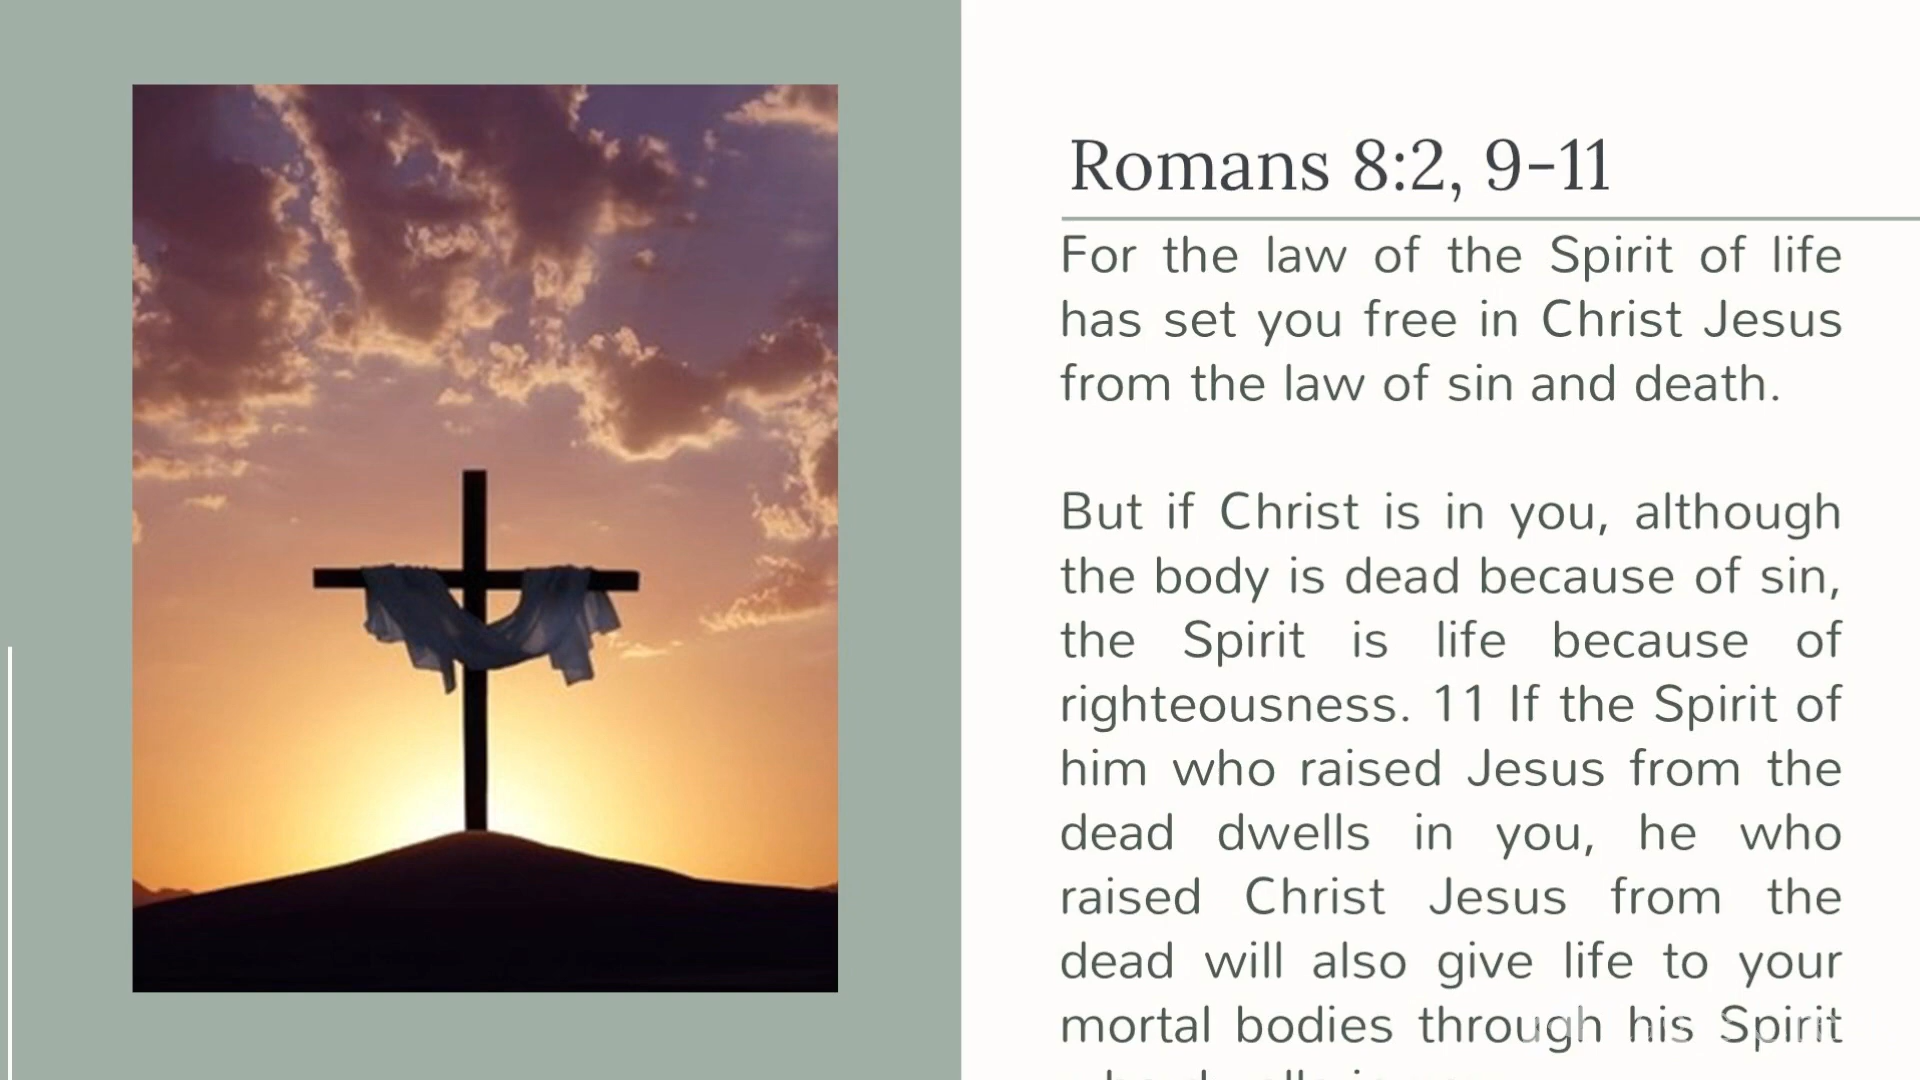 Romans 8:2, 9-11
For the law of the Spirit of life
has set you free in Christ Jesus
from the law of sin and death.
But if Christ is in you, although
the body is dead because of sin,
the Spirit is life because of
righteousness. 11 If the Spirit of
him who raised Jesus from the
dead dwells in you, he who
raised Christ Jesus from the
dead will also give life to your
mortal bodies through his Spirit